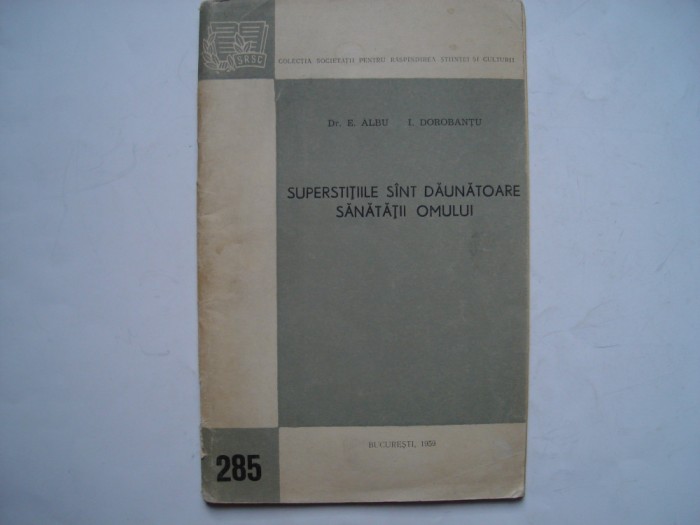 SRSC
COLECȚIA SOCIETĂȚII PENTRU RĂSPÎNDIREA ȘTIINȚEI ȘI CULTURII
Dr. E. ALBU I. DOROBANȚU
SUPERSTIȚIILE SÎNT DĂUNĂTOARE
SĂNĂTĂȚII OMULUI
BUCUREȘTI, 1958
285